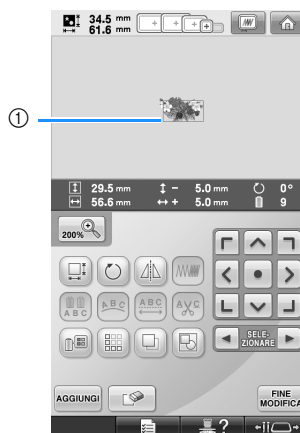 34.5 mm
61.6 mm
1
29.5 mm - 5.0 mm 0°
56.6 mm + 5.0 mm 9
200%
A B C ABC ABC AVC
SELE-
ZIONARE
AGGIUNGI
FINE
MODIFICA
?